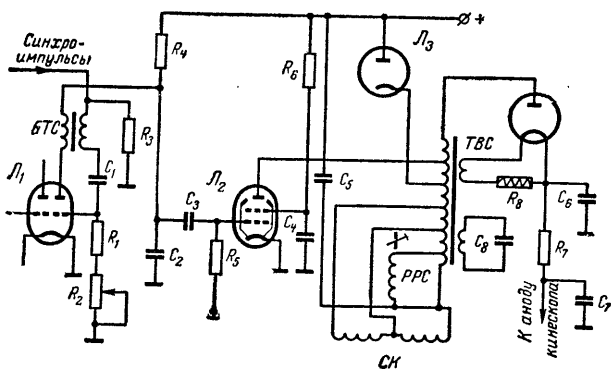 Синхро-
импульсы
R₄
Л₃
+
R₆
БТС
R₃
C₁
Л₁
Л₂
C₃
C₅
ТВС
R₈
C₆
C₄
C₈
R₁
R₂
C₂
R₅
РРС
R₇
C₇
К аноду
кинескопа
СК